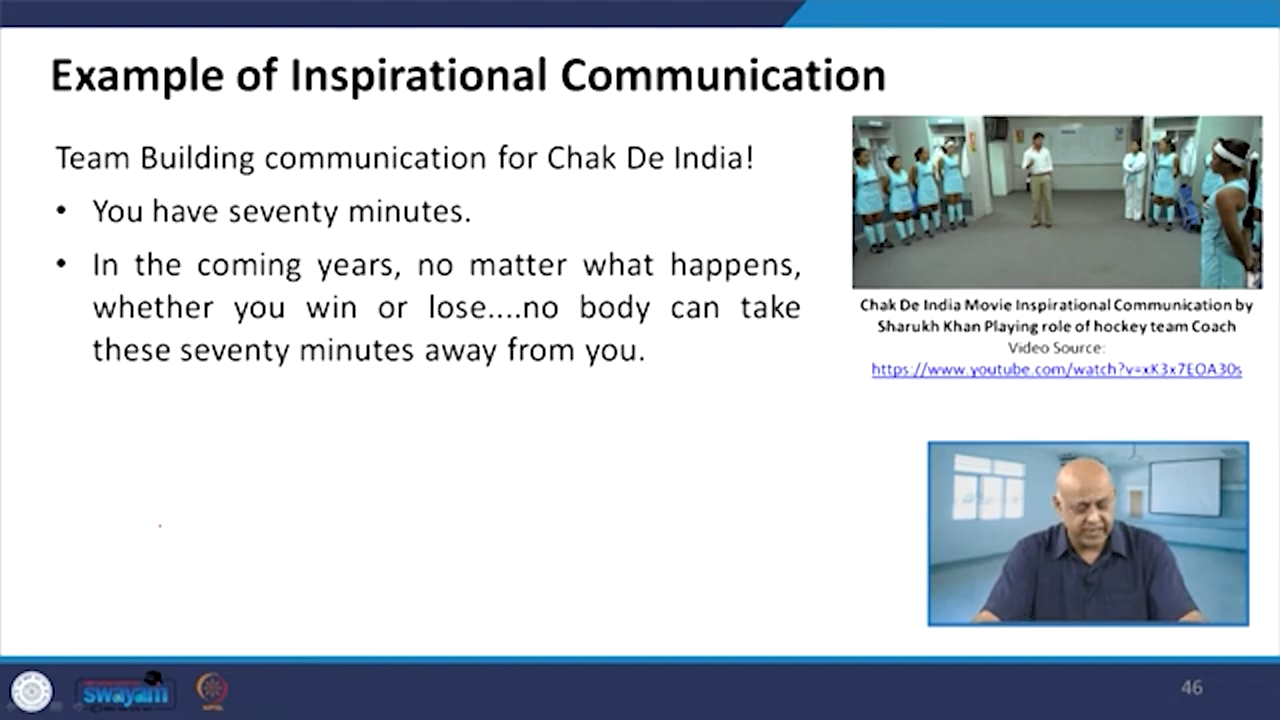 Example of Inspirational Communication
Team Building communication for Chak De India!
• You have seventy minutes.
• In the coming years, no matter what happens,
whether you win or lose....no body can take
these seventy minutes away from you.
Chak De India Movie Inspirational Communication by
Sharukh Khan Playing role of hockey team Coach
Video Source:
https://www.youtube.com/watch?v=xK3x7EOA30s
swayam
46